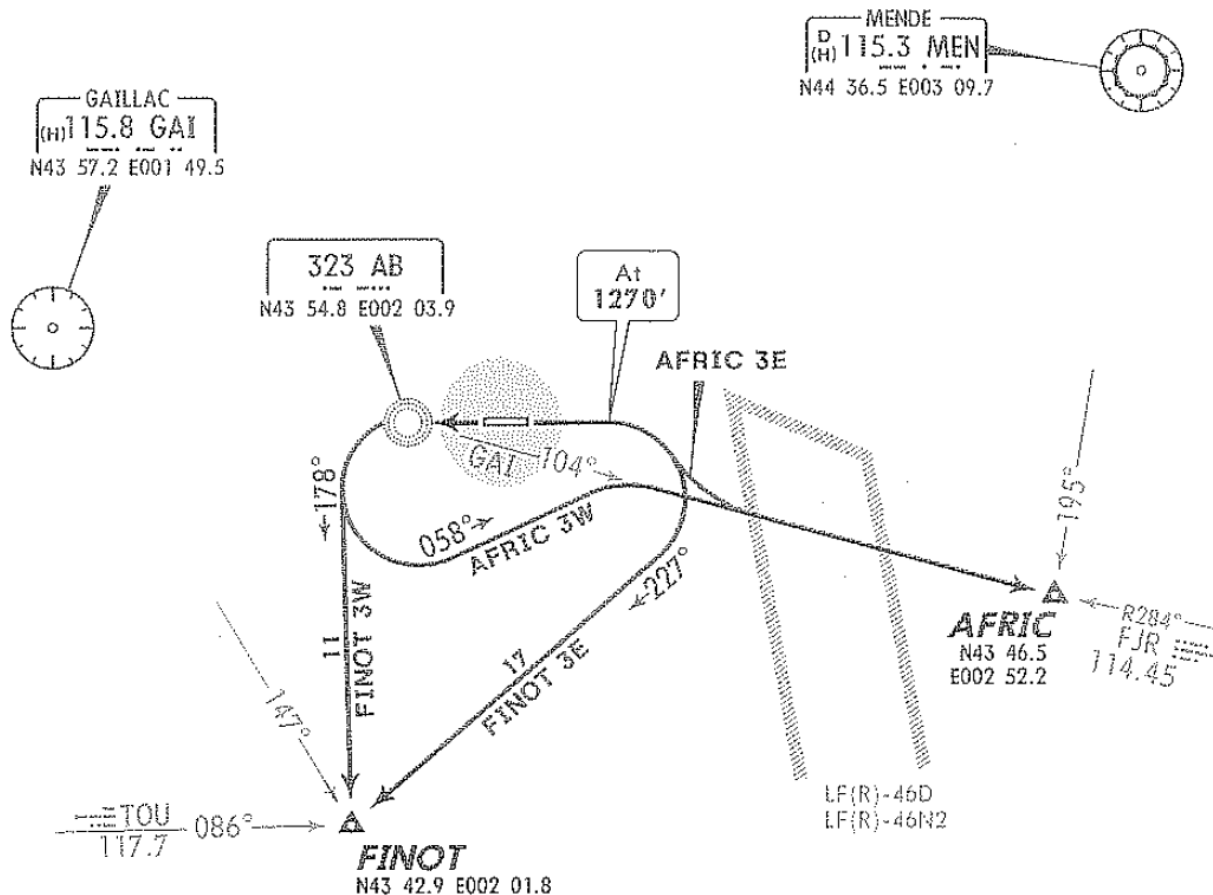 MENDE
D
(H) 115.3 MEN
N44 36.5 E003 09.7
GAILLAC
(H) 115.8 GAI
N43 57.2 E001 49.5
323 AB
N43 54.8 E002 03.9
At
1270'
AFRIC 3E
GAI 104°
178°
195°
058°
AFRIC 3W
227°
R284°
FJR
114.45
AFRIC
N43 46.5
E002 52.2
11
FINOT 3W
17
FINOT 3E
147°
LF(R)-46D
LF(R)-46N2
TOU
117.7
086°
FINOT
N43 42.9 E002 01.8